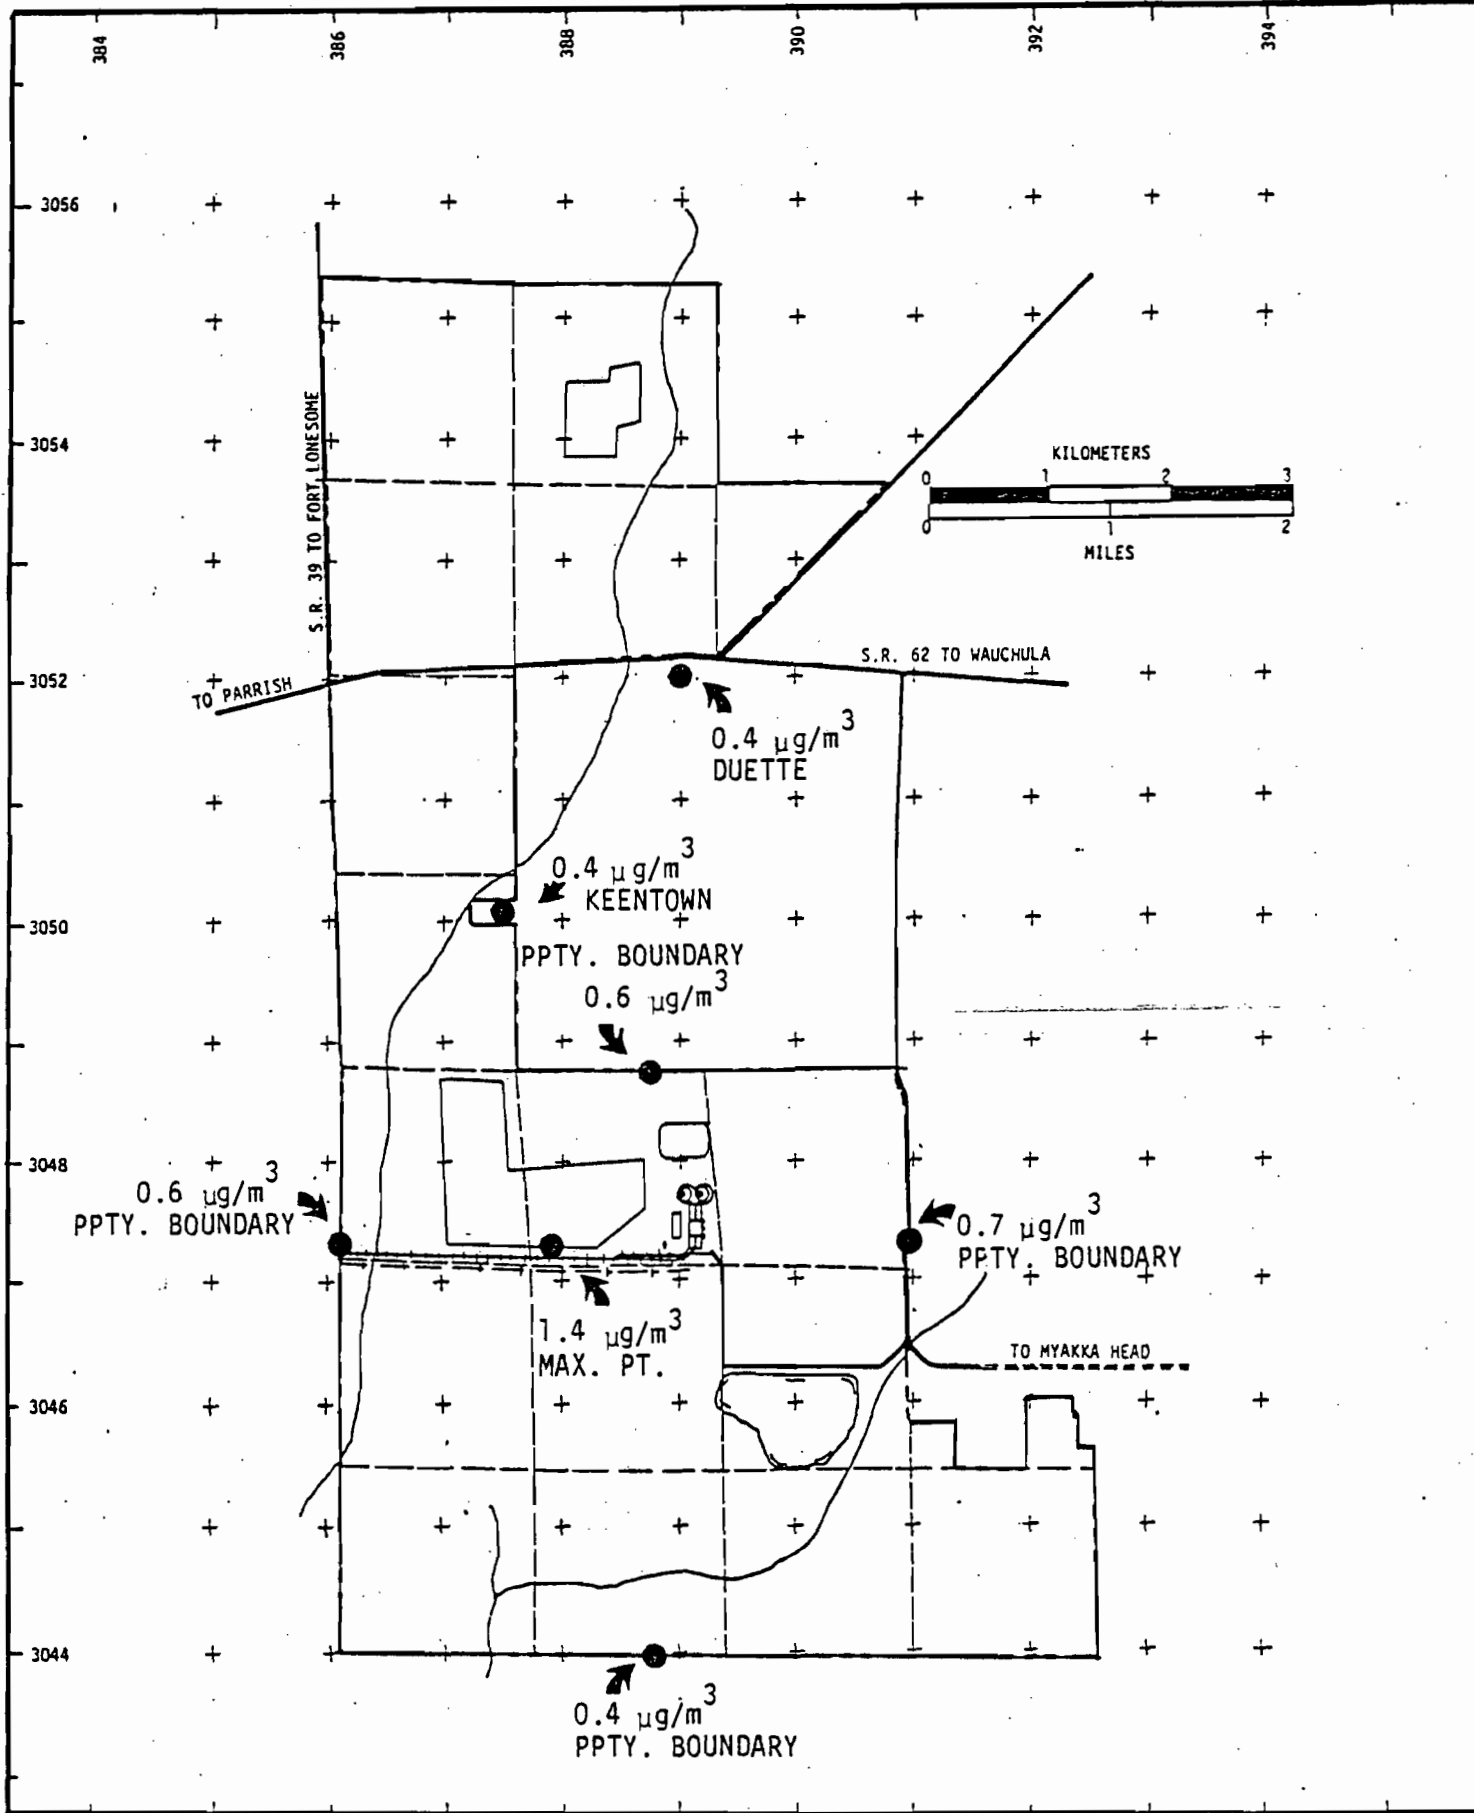 384
386
388
390
392
394
3056
3054
S.R. 39 TO FORT LONESOME
KILOMETERS
0 1 2 3
0 1 2
MILES
S.R. 62 TO WAUCHULA
3052
TO PARRISH
0.4 µg/m³
DUETTE
0.4 µg/m³
KEENTOWN
3050
PPTY. BOUNDARY
0.6 µg/m³
3048
0.6 µg/m³
PPTY. BOUNDARY
0.7 µg/m³
PPTY. BOUNDARY
1.4 µg/m³
MAX. PT.
TO MYAKKA HEAD
3046
3044
0.4 µg/m³
PPTY. BOUNDARY